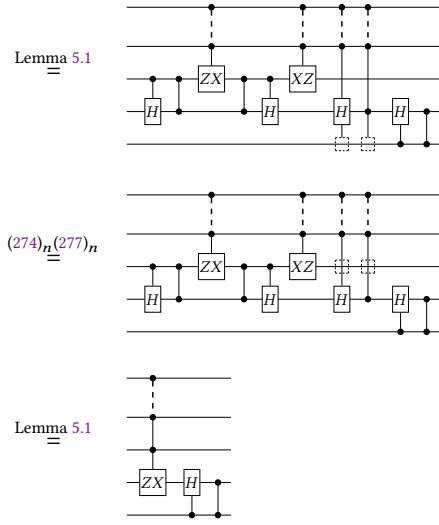 Lemma 5.1
=
ZX XZ
H H H H
(274)n(277)n
=
ZX XZ
H H H H
Lemma 5.1
=
ZX H